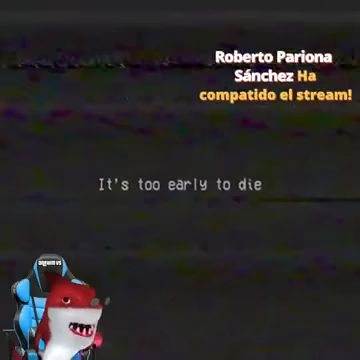 Roberto Pariona
Sánchez Ha
compatido el stream!
It's too early to die